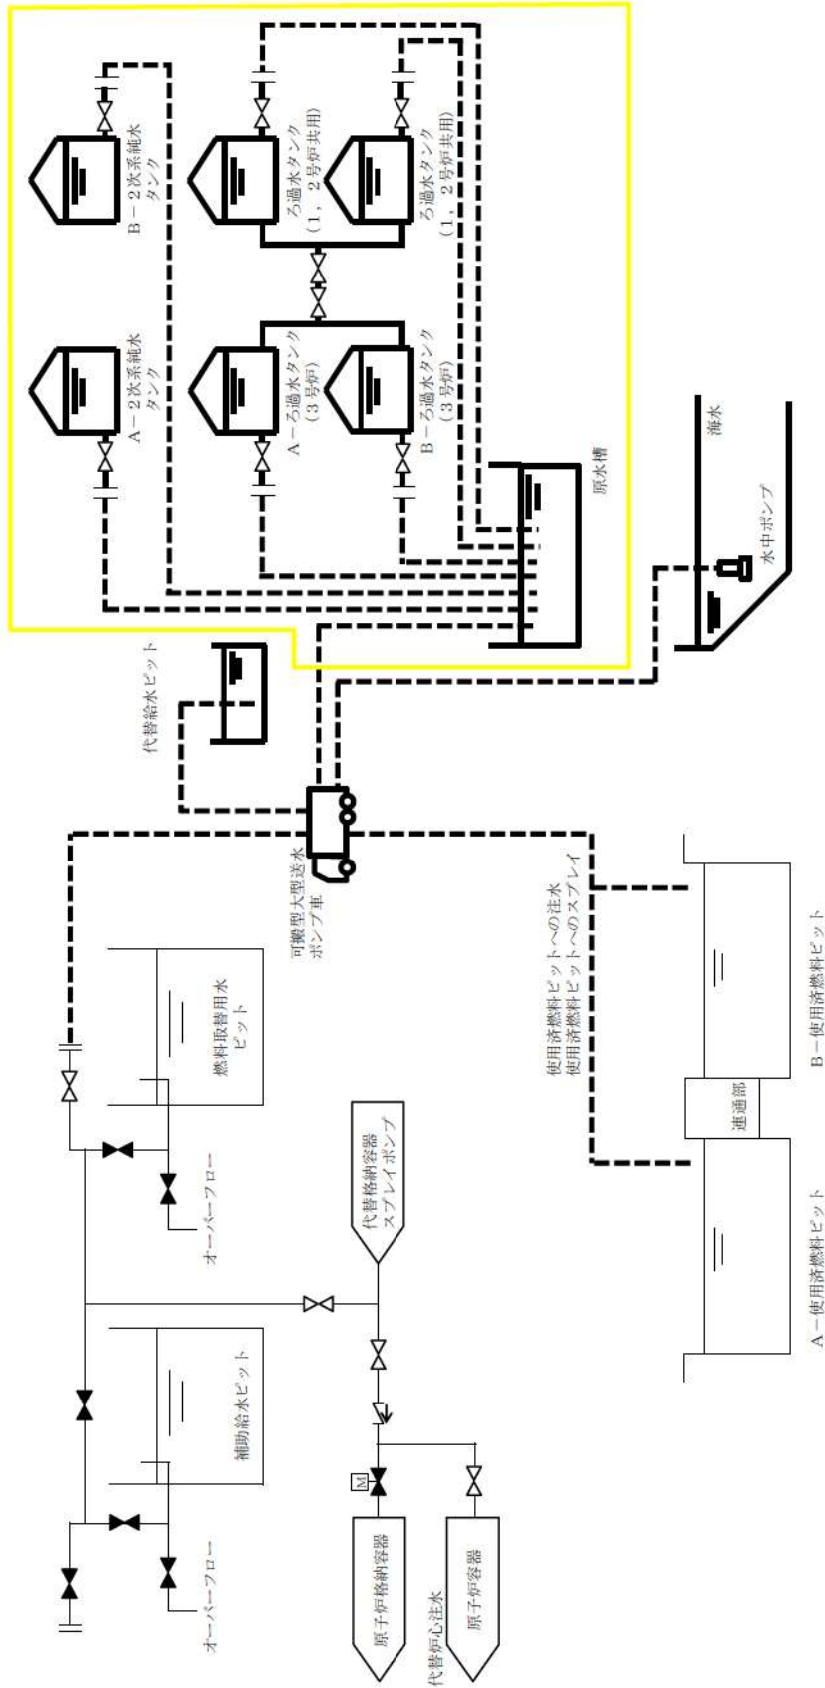 オーバーフロー
補助給水ピット
オーバーフロー
燃料取替用水
ピット
代替給水ピット
A-2次系純水
タンク
B-2次系純水
タンク
A-ろ過水タンク
(3号炉)
ろ過水タンク
(1, 2号炉共用)
B-ろ過水タンク
(3号炉)
ろ過水タンク
(1, 2号炉共用)
原水槽
可搬型大型送水
ポンプ車
代替格納容器
スプレイポンプ
M
原子炉格納容器
代替炉心注水
原子炉容器
使用済燃料ピットへの注水
使用済燃料ピットへのスプレイ
海水
水中ポンプ
連通部
A-使用済燃料ピット
B-使用済燃料ピット